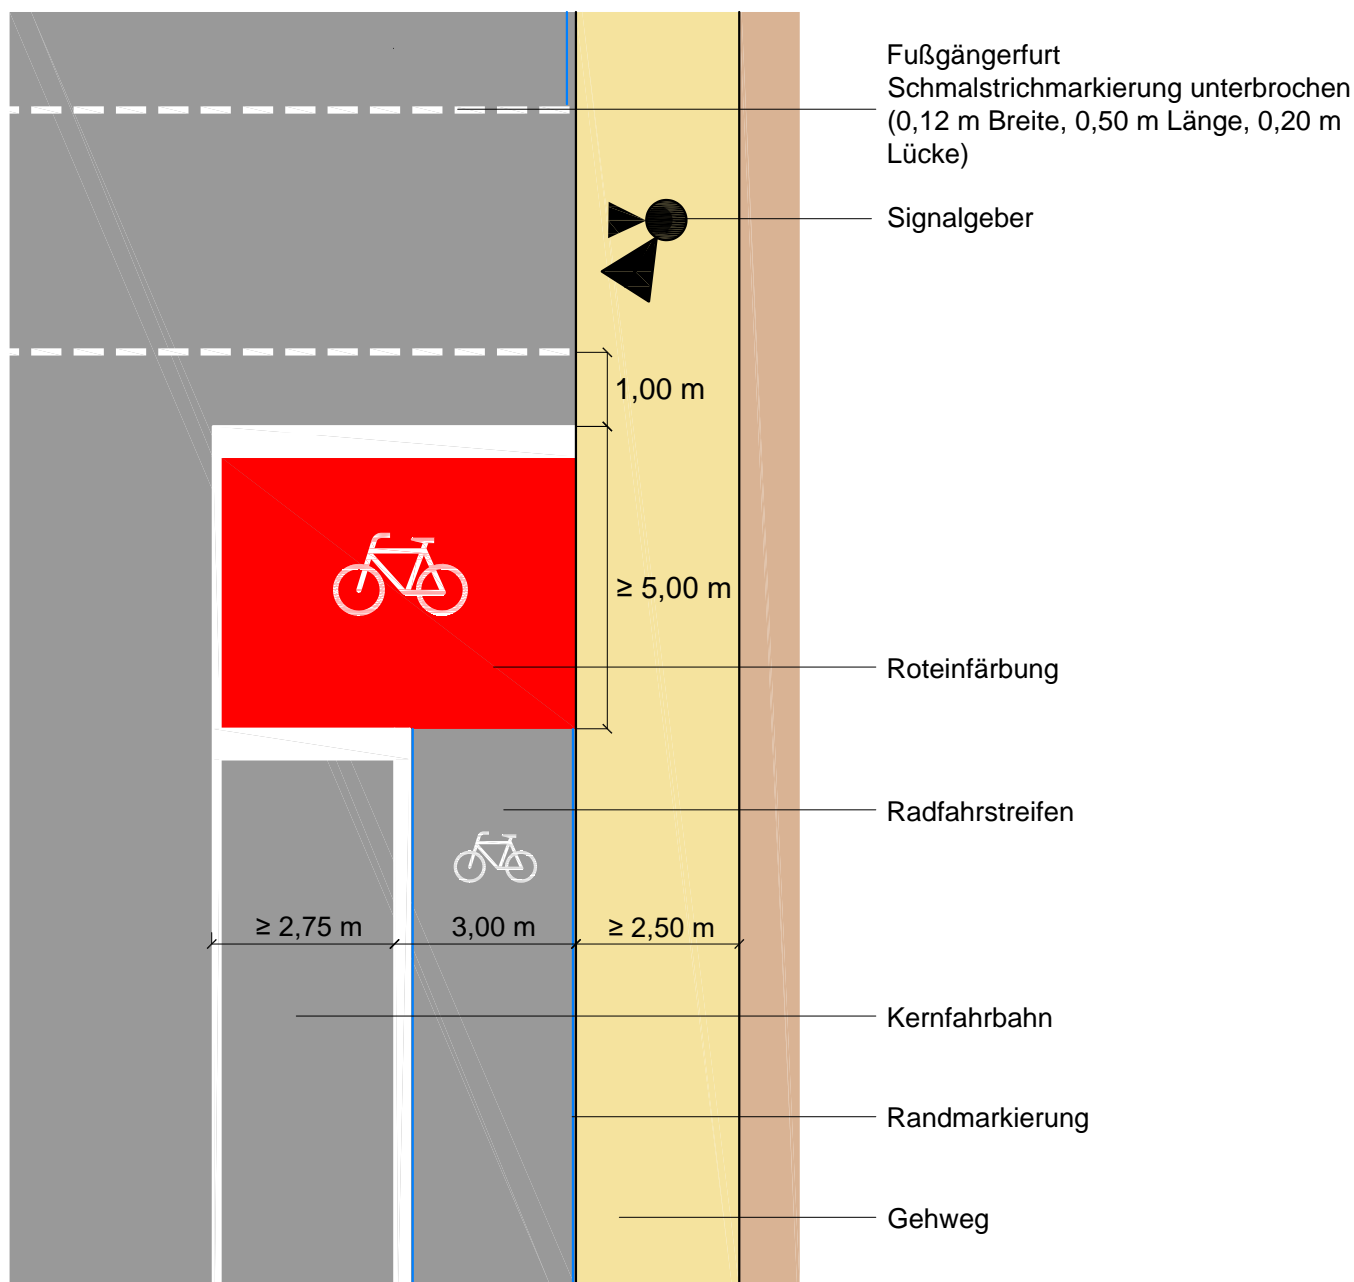 Fußgängerfurt
Schmalstrichmarkierung unterbrochen
(0,12 m Breite, 0,50 m Länge, 0,20 m
Lücke)
Signalgeber
1,00 m
≥ 5,00 m
Roteinfärbung
Radfahrstreifen
≥ 2,75 m
3,00 m
≥ 2,50 m
Kernfahrbahn
Randmarkierung
Gehweg